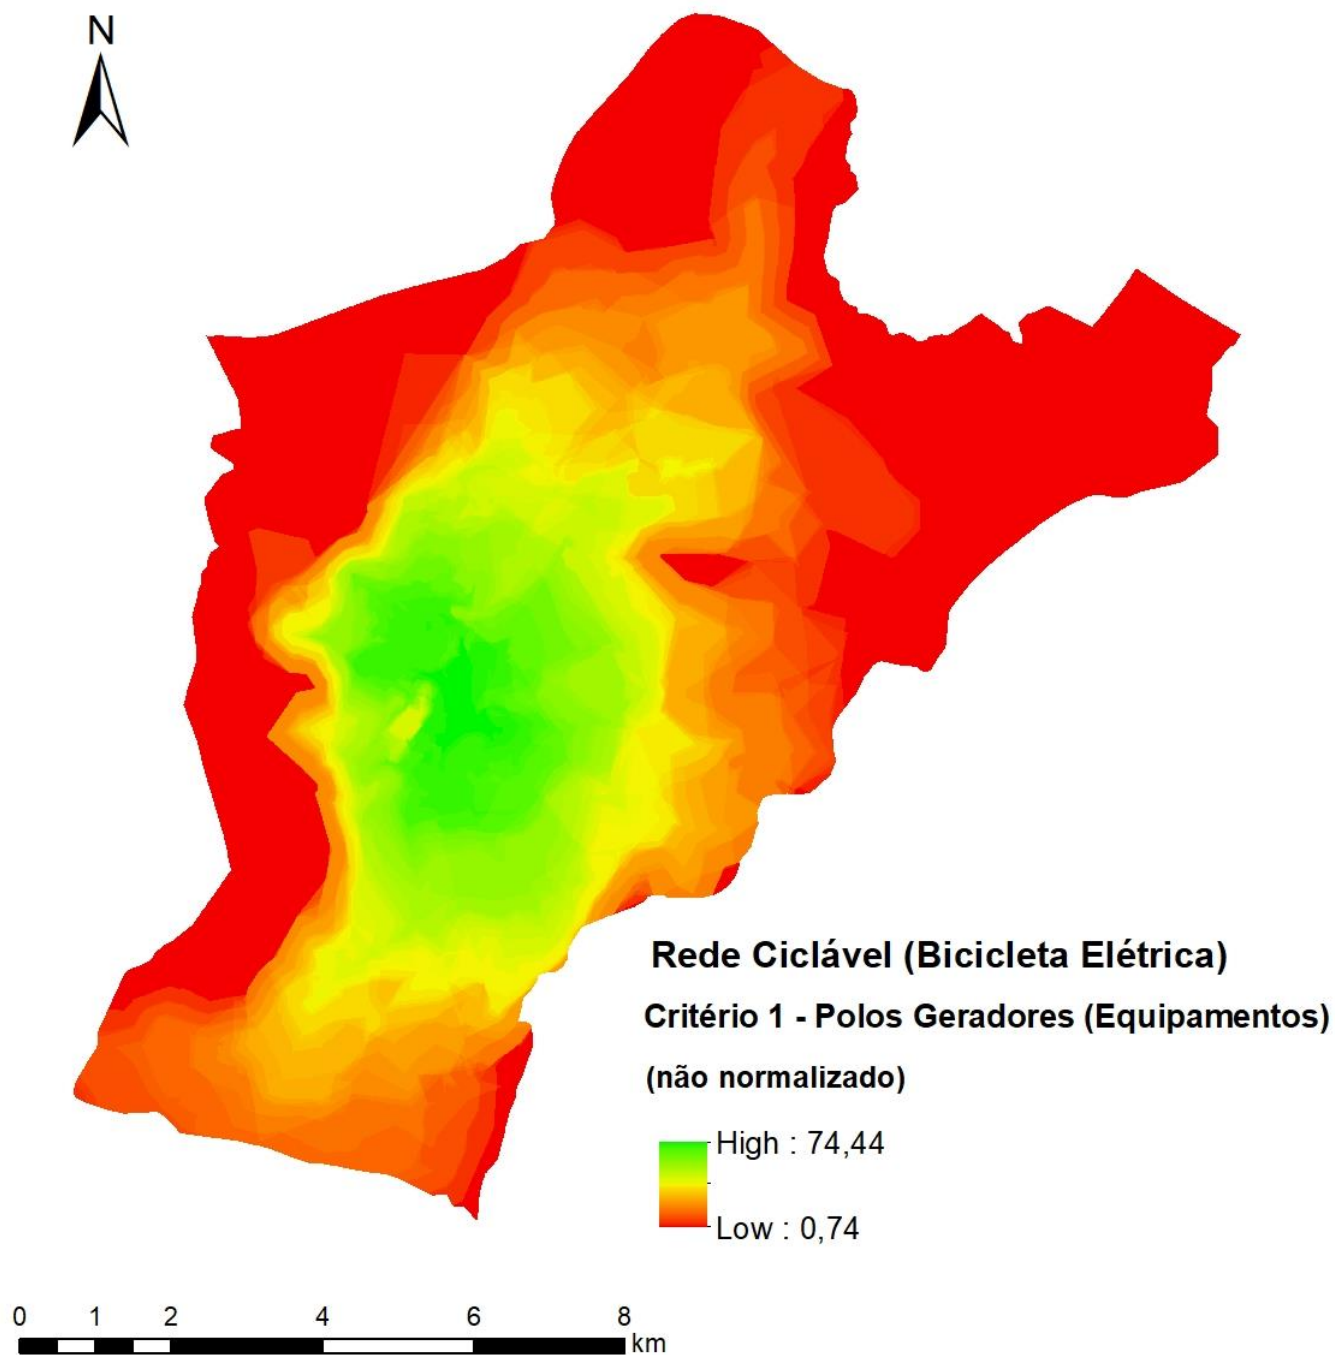 N
Rede Ciclável (Bicicleta Elétrica)
Critério 1 - Polos Geradores (Equipamentos)
(não normalizado)
High : 74,44
Low : 0,74
0 1 2 4 6 8
km